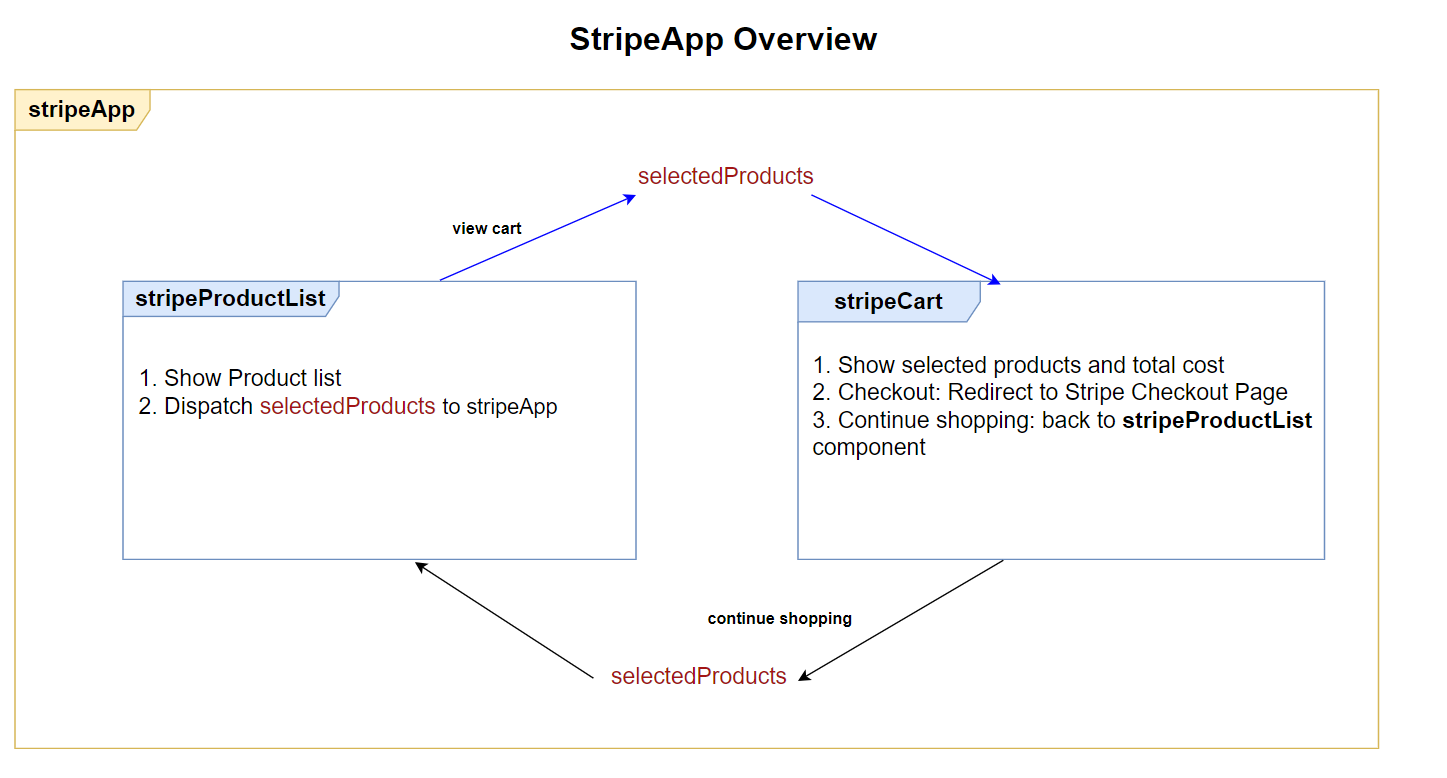 StripeApp Overview
stripeApp
selectedProducts
view cart
stripeProductList
1. Show Product list
2. Dispatch selectedProducts to stripeApp
stripeCart
1. Show selected products and total cost
2. Checkout: Redirect to Stripe Checkout Page
3. Continue shopping: back to stripeProductList
component
continue shopping
selectedProducts